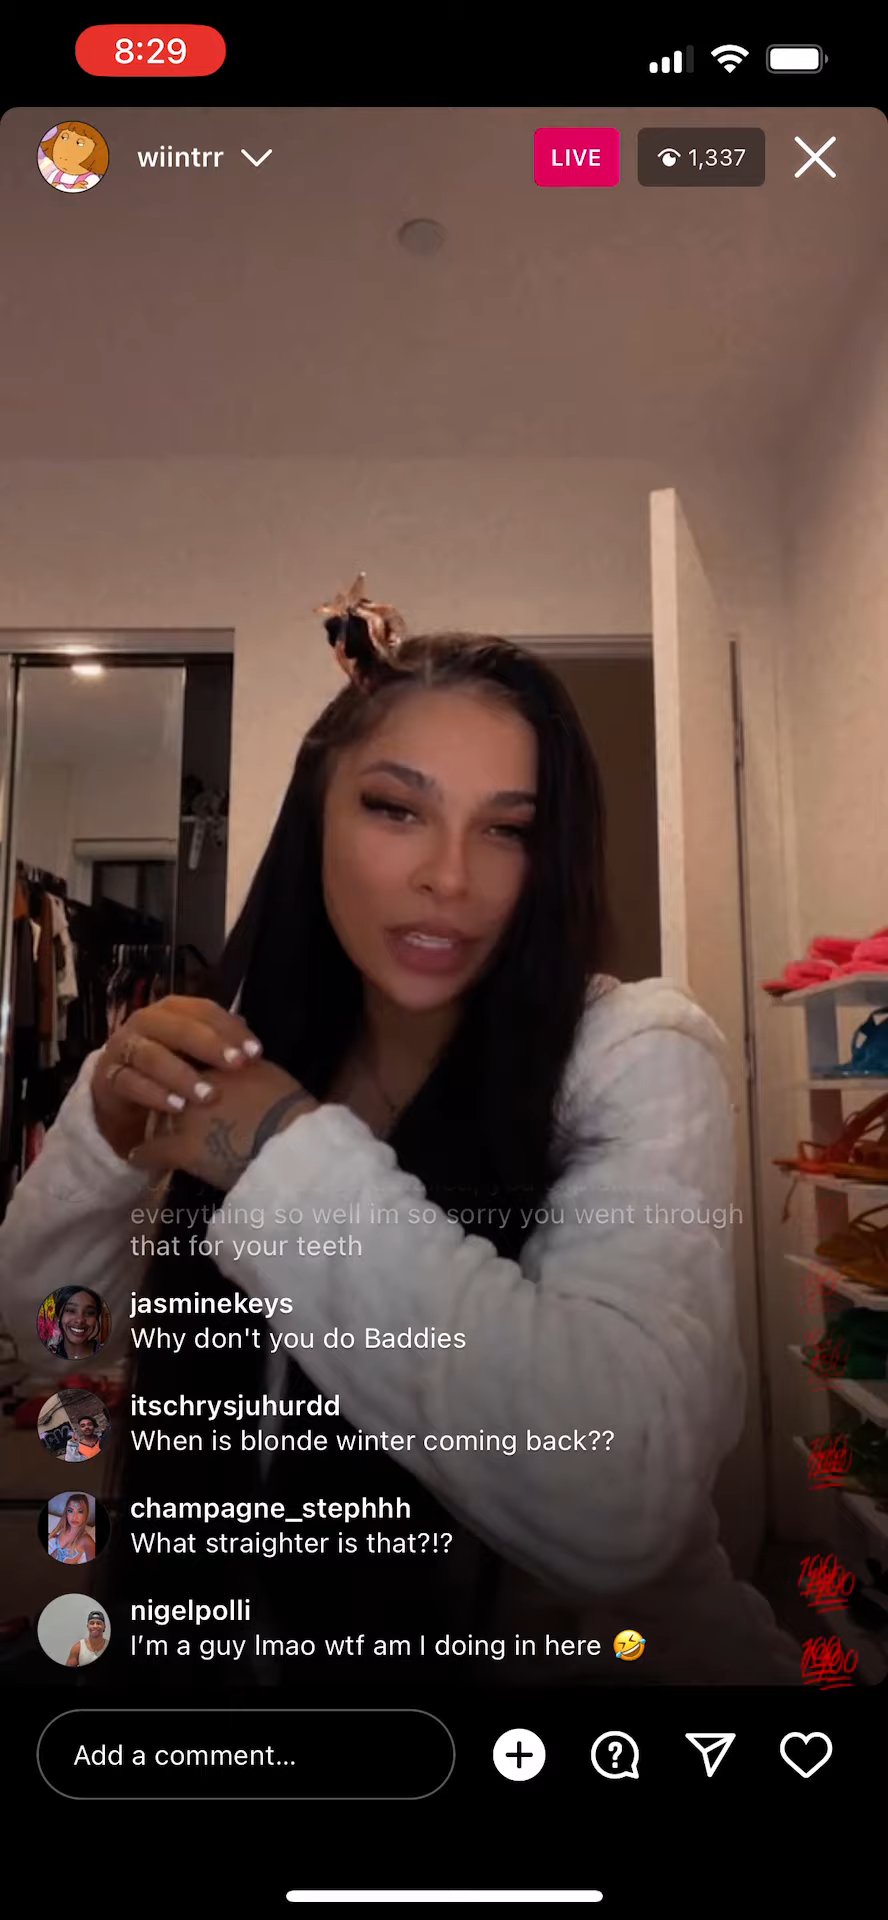 8:29
wiintrr
LIVE
1,337
everything so well im so sorry you went through
that for your teeth
jasminekeys
Why don't you do Baddies
itschrysjuhurdd
When is blonde winter coming back??
champagne_stephhh
What straighter is that?!?
nigelpolli
I'm a guy lmao wtf am I doing in here 🤣
Add a comment...